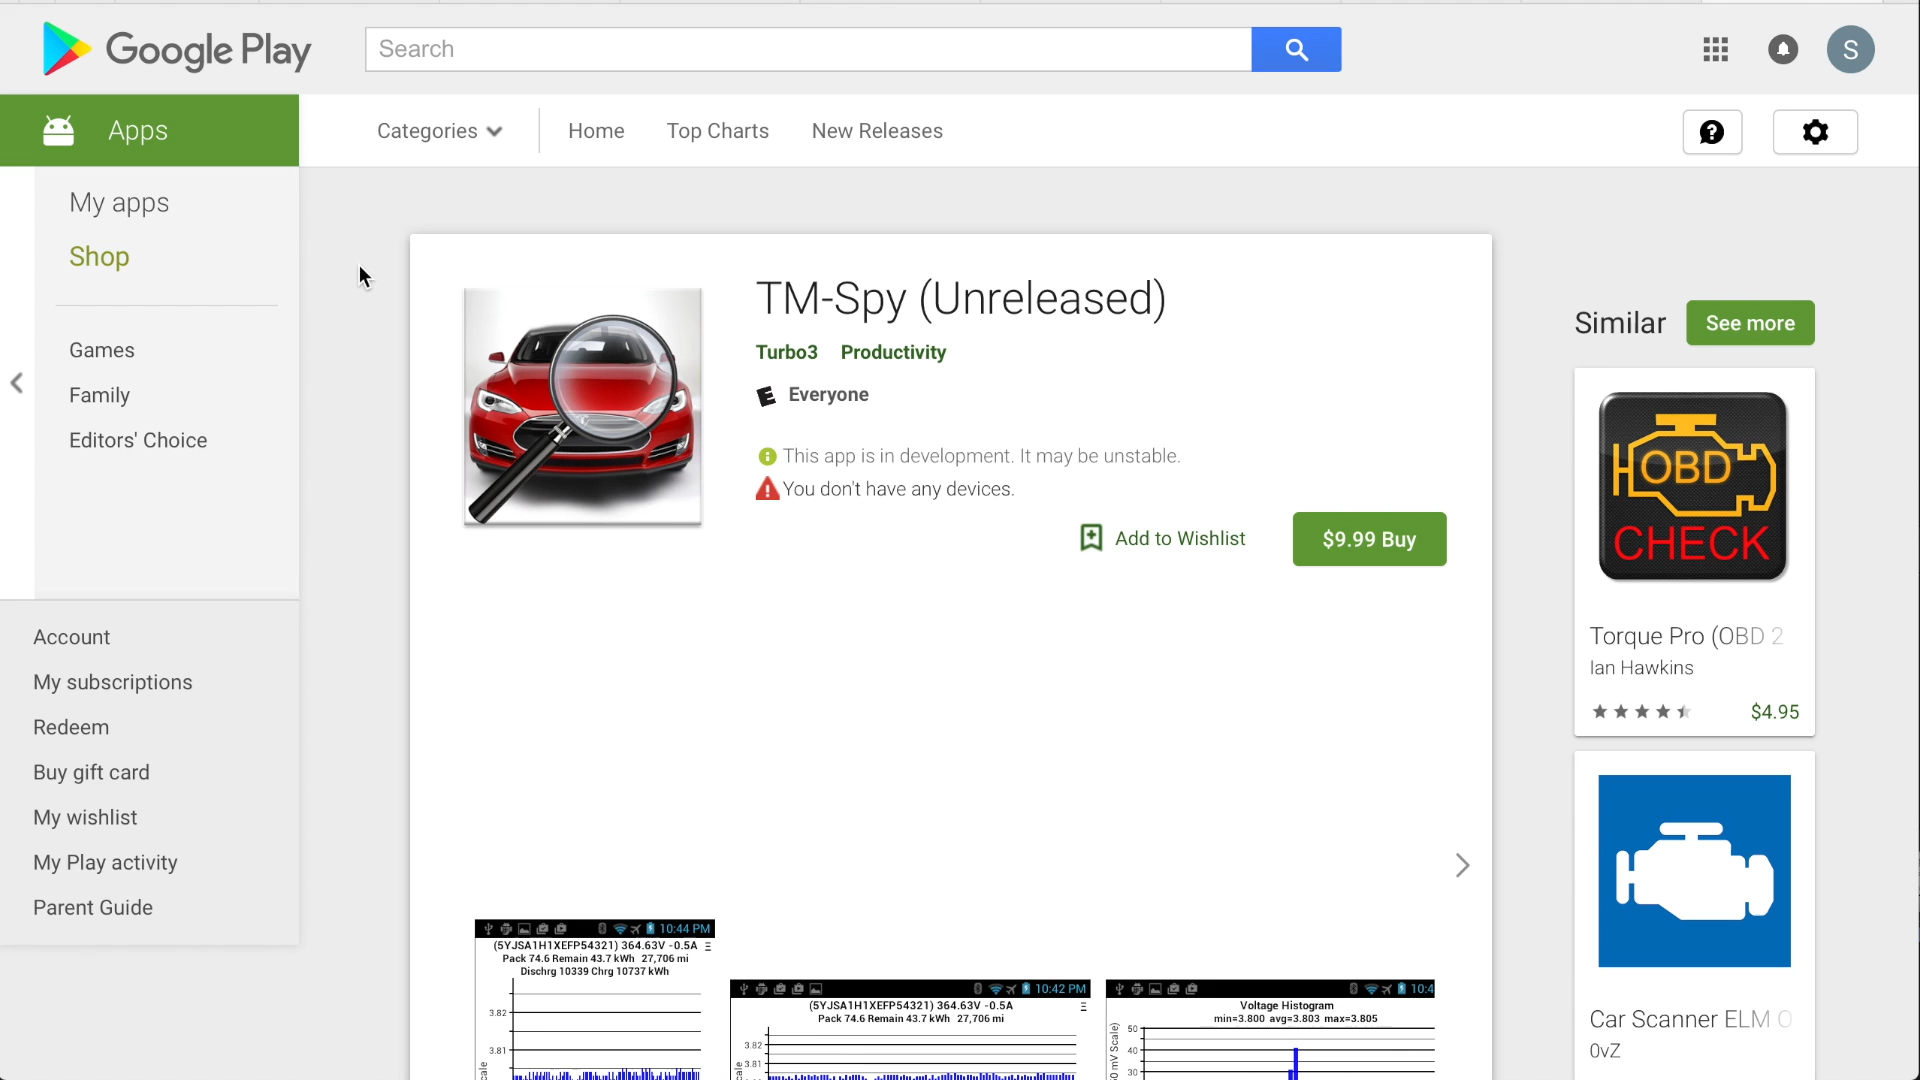 Google Play
Search
S
Apps
Categories
Home
Top Charts
New Releases
My apps
Shop
Games
Family
Editors' Choice
Account
My subscriptions
Redeem
Buy gift card
My wishlist
My Play activity
Parent Guide
TM-Spy (Unreleased)
Turbo3 Productivity
E Everyone
This app is in development. It may be unstable.
You don't have any devices.
Add to Wishlist
$9.99 Buy
10:44 PM
(5YJSA1H1XEFP54321) 364.63V -0.5A
Pack 74.6 Remain 43.7 kWh 27,706 mi
Dischrg 10339 Chrg 10737 kWh
3.82
3.81
10:42 PM
(5YJSA1H1XEFP54321) 364.63V -0.5A
Pack 74.6 Remain 43.7 kWh 27,706 mi
3.82
3.81
10:4
Voltage Histogram
min=3.800 avg=3.803 max=3.805
50
40
30
mV Scale)
Similar
See more
OBD
CHECK
Torque Pro (OBD 2
Ian Hawkins
$4.95
Car Scanner ELM O
0vZ